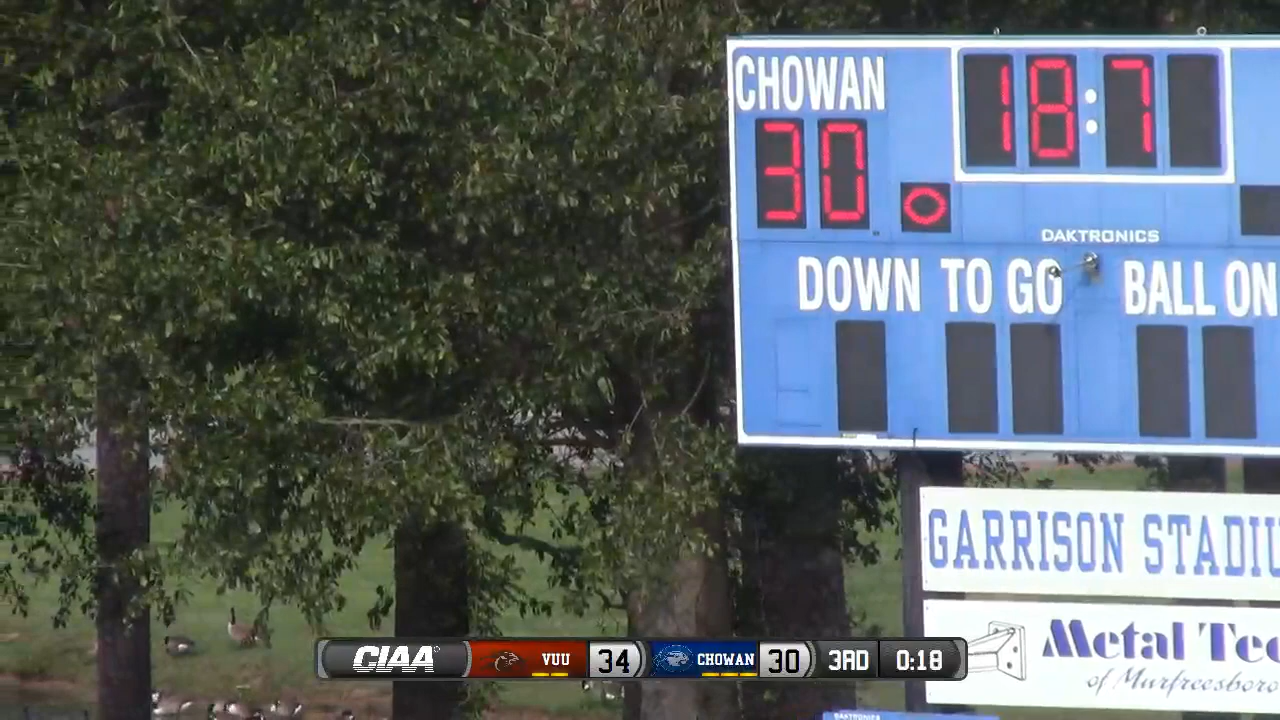 CHOWAN
18:7
30
DAKTRONICS
DOWN TO GO BALL ON
GARRISON STADIU
Metal Tec
of Murfreesboro
CIAA VUU 34 CHOWAN 30 3RD 0:18
DAKTRONICS